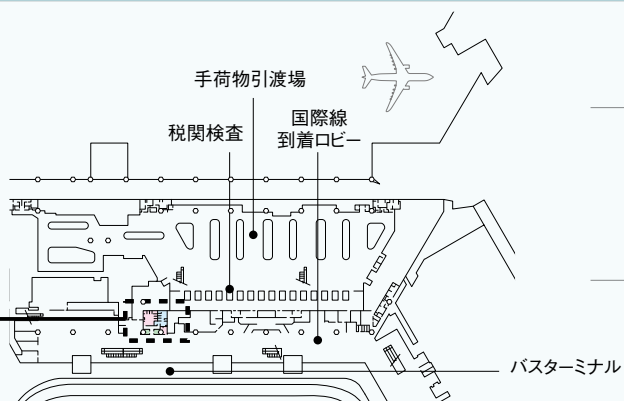 手荷物引渡場
国際線
到着ロビー
税関検査
バスターミナル